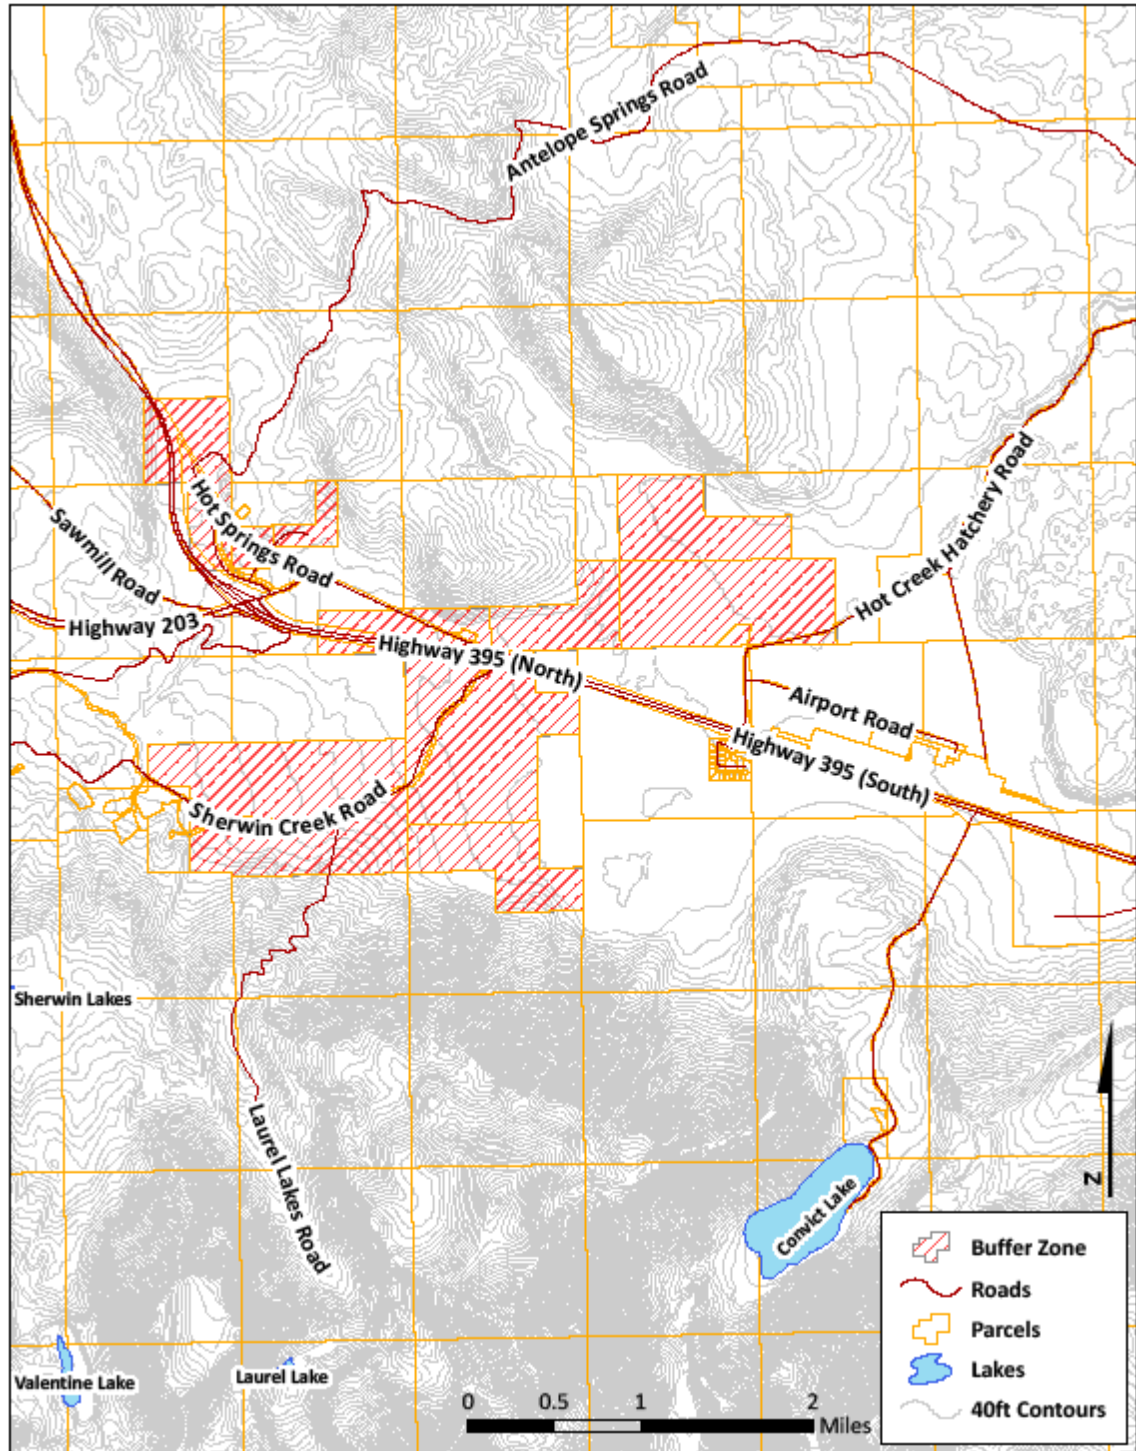 Antelope Springs Road
Hot Springs Road
Sawmill Road
Highway 203
Hot Creek Hatchery Road
Highway 395 (North)
Airport Road
Highway 395 (South)
Sherwin Creek Road
Sherwin Lakes
Laurel Lakes Road
Convict Lake
Valentine Lake
Laurel Lake
N
0 0.5 1 2
Miles
Buffer Zone
Roads
Parcels
Lakes
40ft Contours